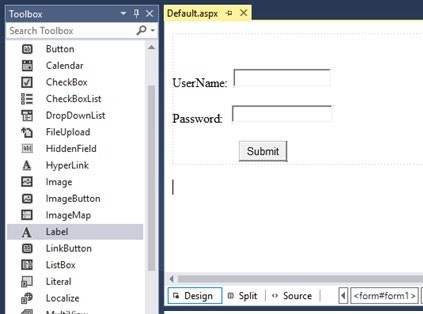 Toolbox
Search Toolbox
Button
Calendar
CheckBox
CheckBoxList
DropDownList
FileUpload
HiddenField
HyperLink
Image
ImageButton
ImageMap
Label
LinkButton
ListBox
Literal
Localize
MultiView
Default.aspx
UserName:
Password:
Submit
Design
Split
Source
<form#form1>